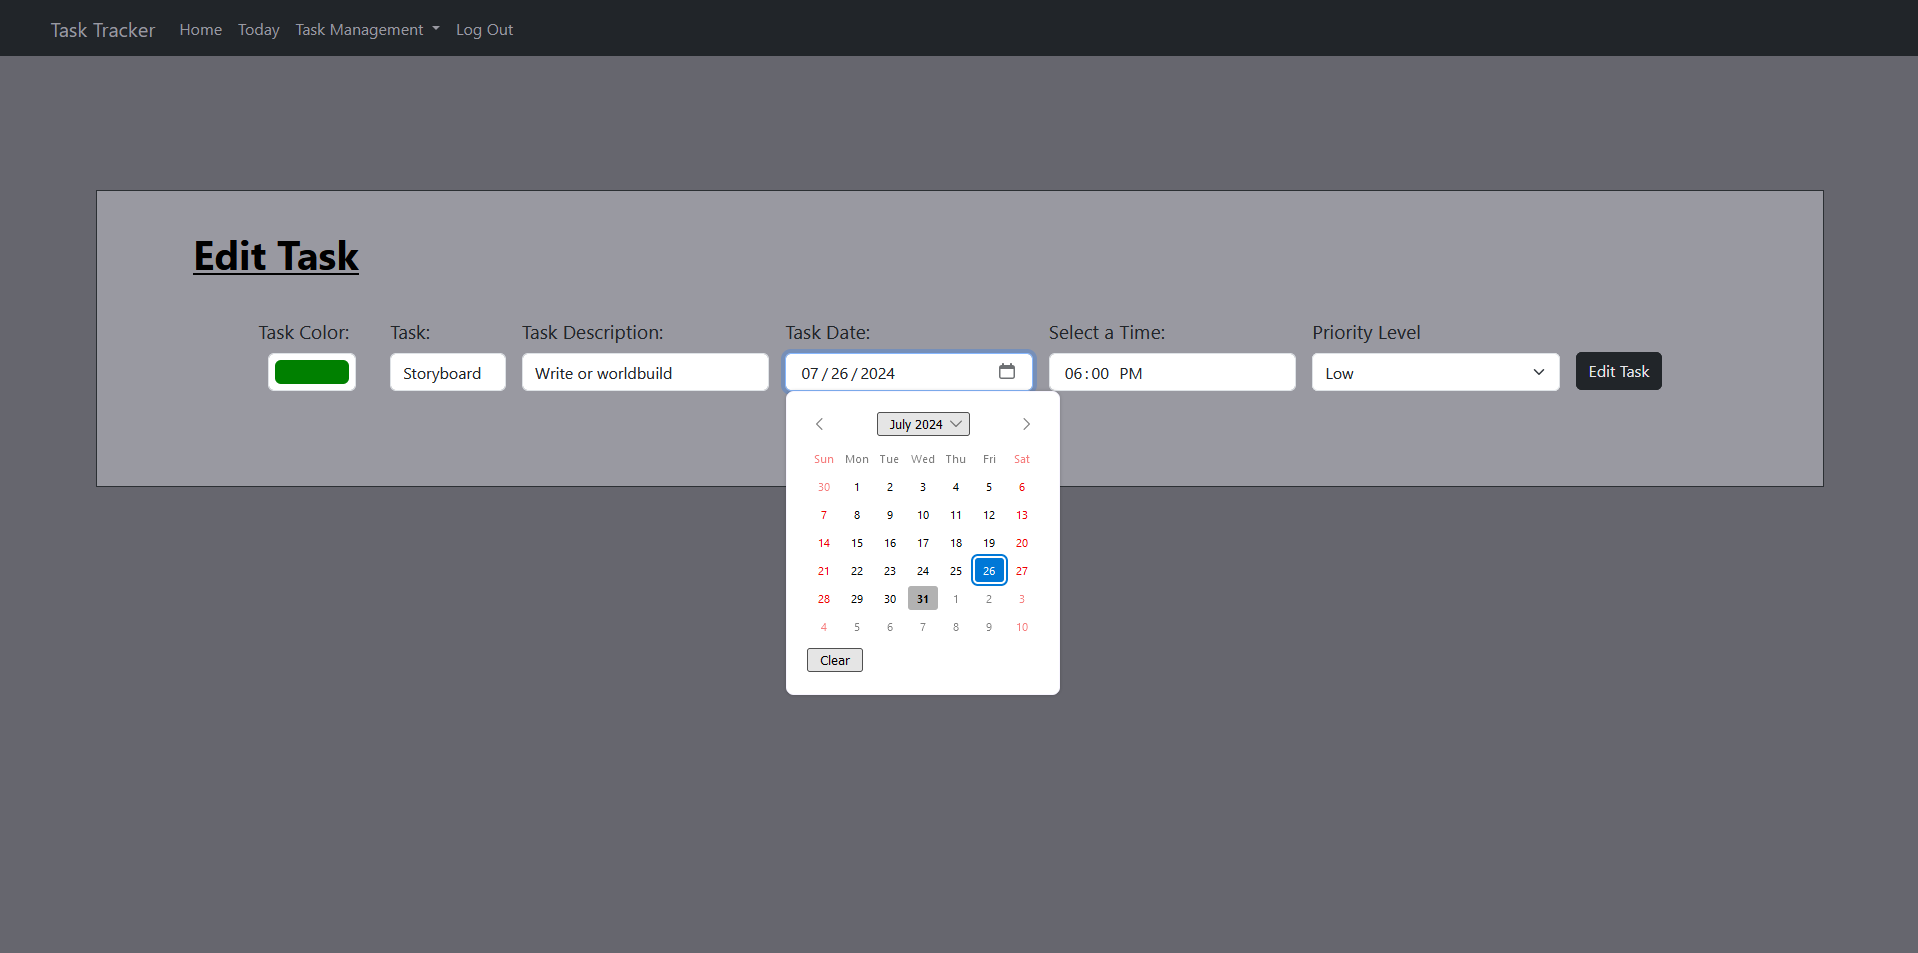 Task Tracker Home Today Task Management Log Out
Edit Task
Task Color: Task: Task Description: Task Date: Select a Time: Priority Level
Storyboard Write or worldbuild 07/26/2024 06:00 PM Low Edit Task
July 2024
Sun Mon Tue Wed Thu Fri Sat
30 1 2 3 4 5 6
7 8 9 10 11 12 13
14 15 16 17 18 19 20
21 22 23 24 25 26 27
28 29 30 31 1 2 3
4 5 6 7 8 9 10
Clear